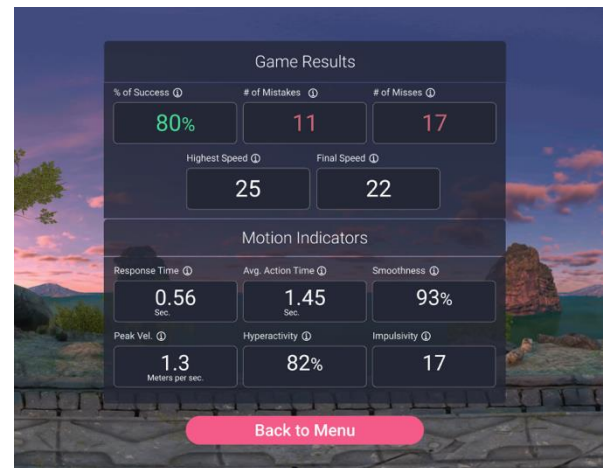 Game Results
% of Success ⓘ # of Mistakes ⓘ # of Misses ⓘ
80% 11 17
Highest Speed ⓘ Final Speed ⓘ
25 22
Motion Indicators
Response Time ⓘ Avg. Action Time ⓘ Smoothness ⓘ
0.56 1.45 93%
Sec. Sec.
Peak Vel. ⓘ Hyperactivity ⓘ Impulsivity ⓘ
1.3 82% 17
Meters per sec.
Back to Menu